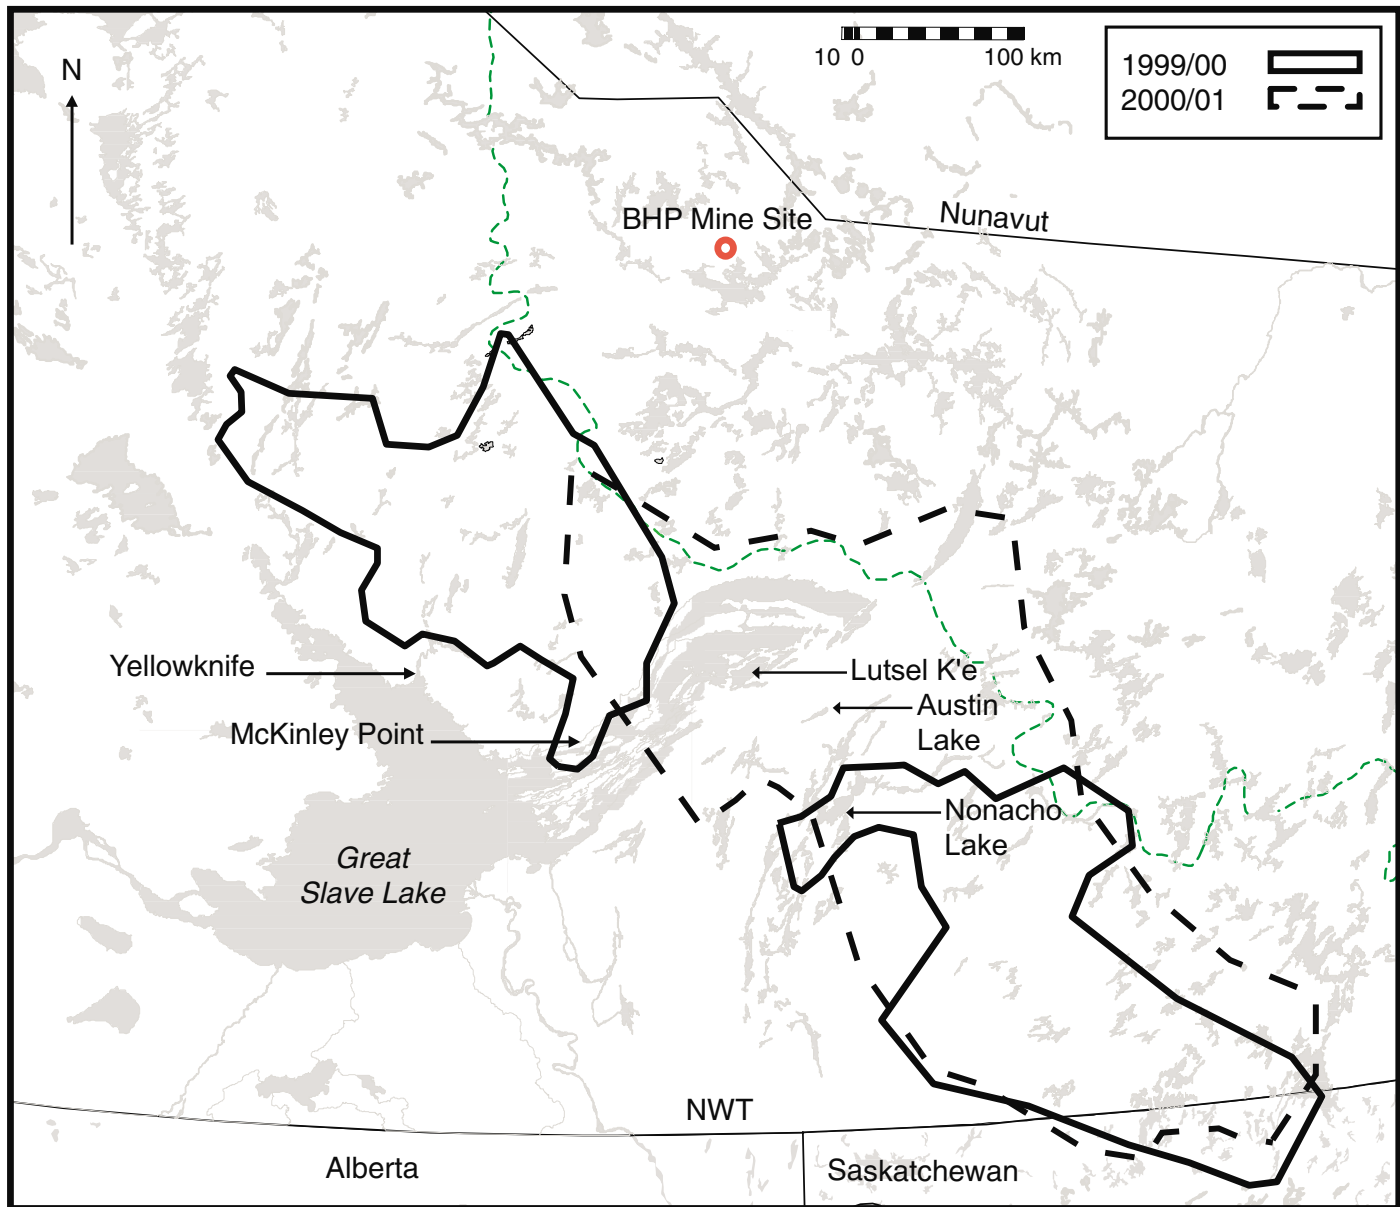 N
10 0 100 km
1999/00
2000/01
BHP Mine Site
Nunavut
Yellowknife
Lutsel K'e
Austin
Lake
McKinley Point
Nonacho
Lake
Great
Slave Lake
NWT
Alberta
Saskatchewan